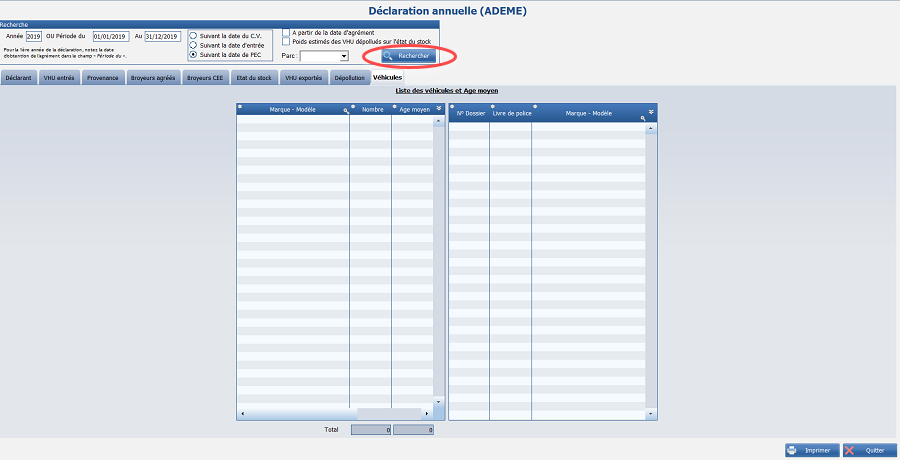 Déclaration annuelle (ADEME)
Recherche
Année 2019 OU Période du 01/01/2019 Au 31/12/2019
Pour la 1ère année de la déclaration, notez la date
d'obtention de l'agrément dans le champ « Période du ».
Suivant la date du C.V.
Suivant la date d'entrée
Suivant la date de PEC
A partir de la date d'agrément
Poids estimés des VHU dépollués sur l'état du stock
Parc :
Rechercher
Déclarant
VHU entrés
Provenance
Broyeurs agréés
Broyeurs CEE
Etat du stock
VHU exportés
Dépollution
Véhicules
Liste des véhicules et Age moyen
Marque - Modèle
Nombre
Age moyen
N° Dossier
Livre de police
Marque - Modèle
Total 0 0
Imprimer
Quitter